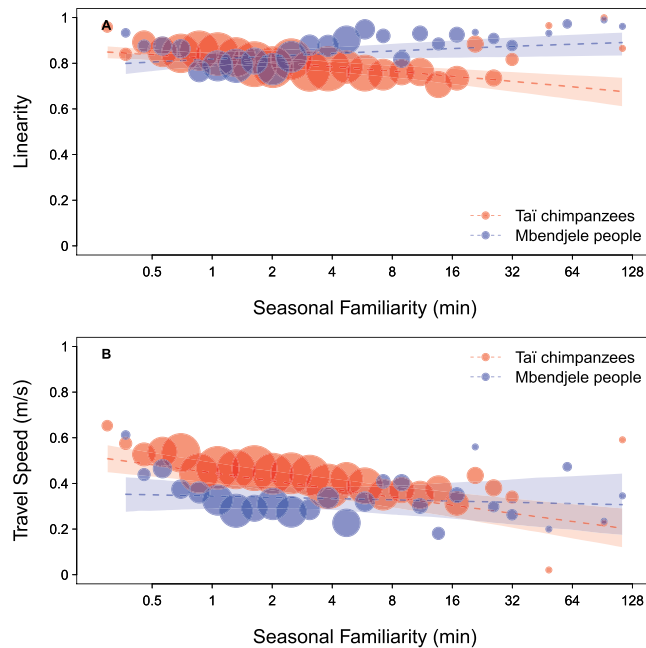 A
1
0.8
0.6
0.4
0.2
0
Linearity
Taï chimpanzees
Mbendjele people
0.5 1 2 4 8 16 32 64 128
Seasonal Familiarity (min)
B
1
0.8
0.6
0.4
0.2
0
Travel Speed (m/s)
Taï chimpanzees
Mbendjele people
0.5 1 2 4 8 16 32 64 128
Seasonal Familiarity (min)